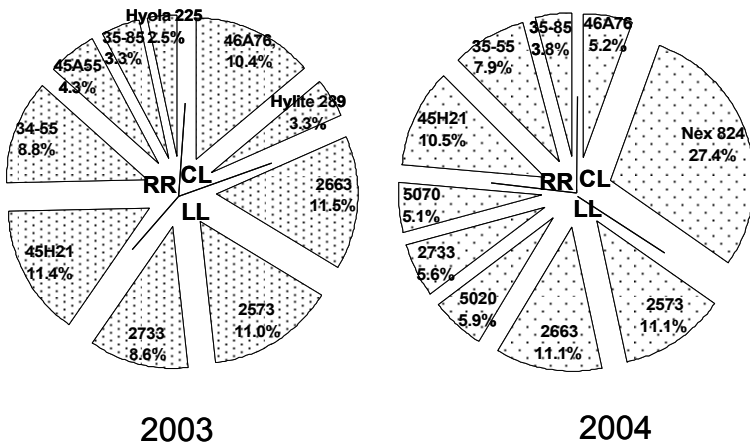 Hyola 225
2.5%
46A76
10.4%
Hylite 289
3.3%
2663
11.5%
2573
11.0%
2733
8.6%
45H21
11.4%
34-55
8.8%
45A55
4.3%
35-85
3.3%
RR
CL
LL
2003
46A76
5.2%
Nex 824
27.4%
2573
11.1%
2663
11.1%
5020
5.9%
2733
5.6%
5070
5.1%
45H21
10.5%
35-55
7.9%
35-85
3.8%
RR
CL
LL
2004